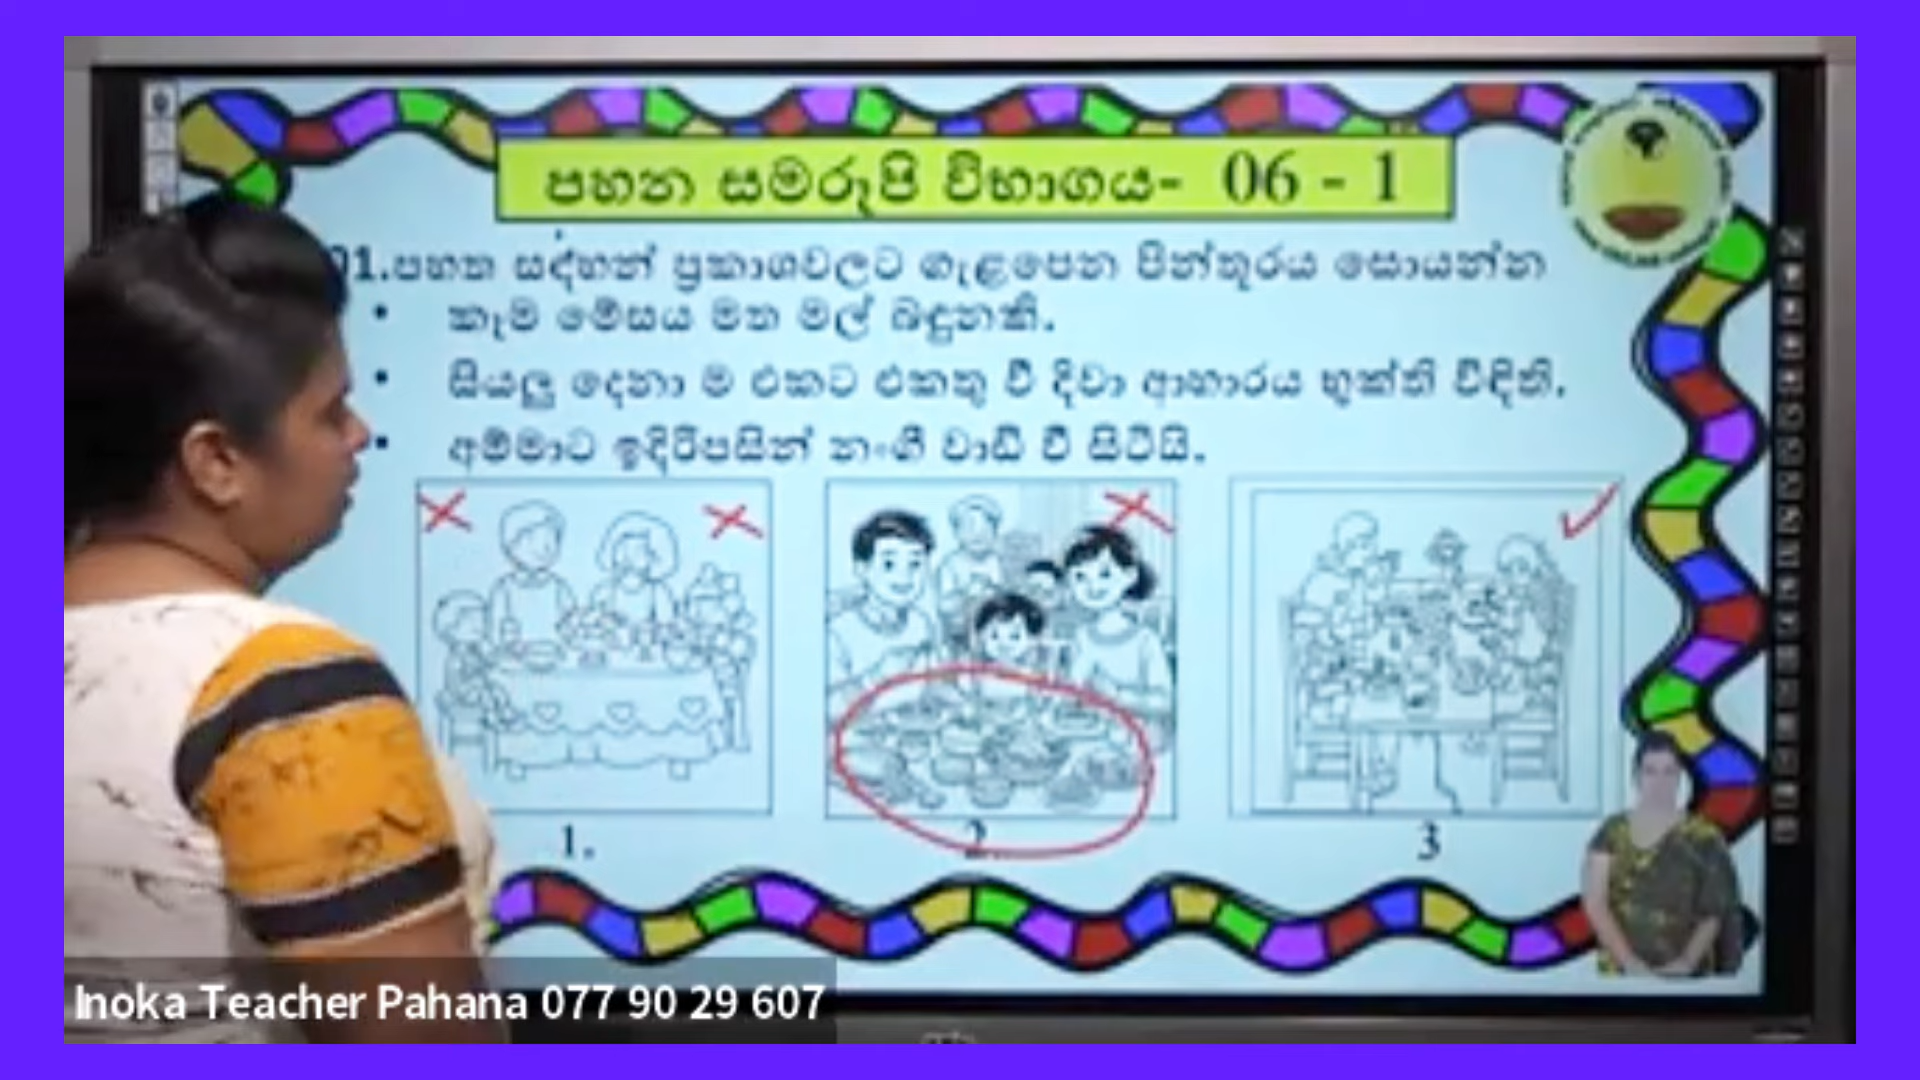 පහන සමරූපී විභාගය- 06 - 1
01.පහත සඳහන් ප්‍රකාශවලට ගැළපෙන පින්තූරය සොයන්න
• කෑම මේසය මත මල් බඳුනකි.
• සියලු දෙනා ම එකට එකතු වී දිවා ආහාරය භුක්ති විඳිති.
• අම්මාට ඉදිරිපසින් නංගී වාඩි වී සිටියි.
1.
2.
3
Inoka Teacher Pahana 077 90 29 607